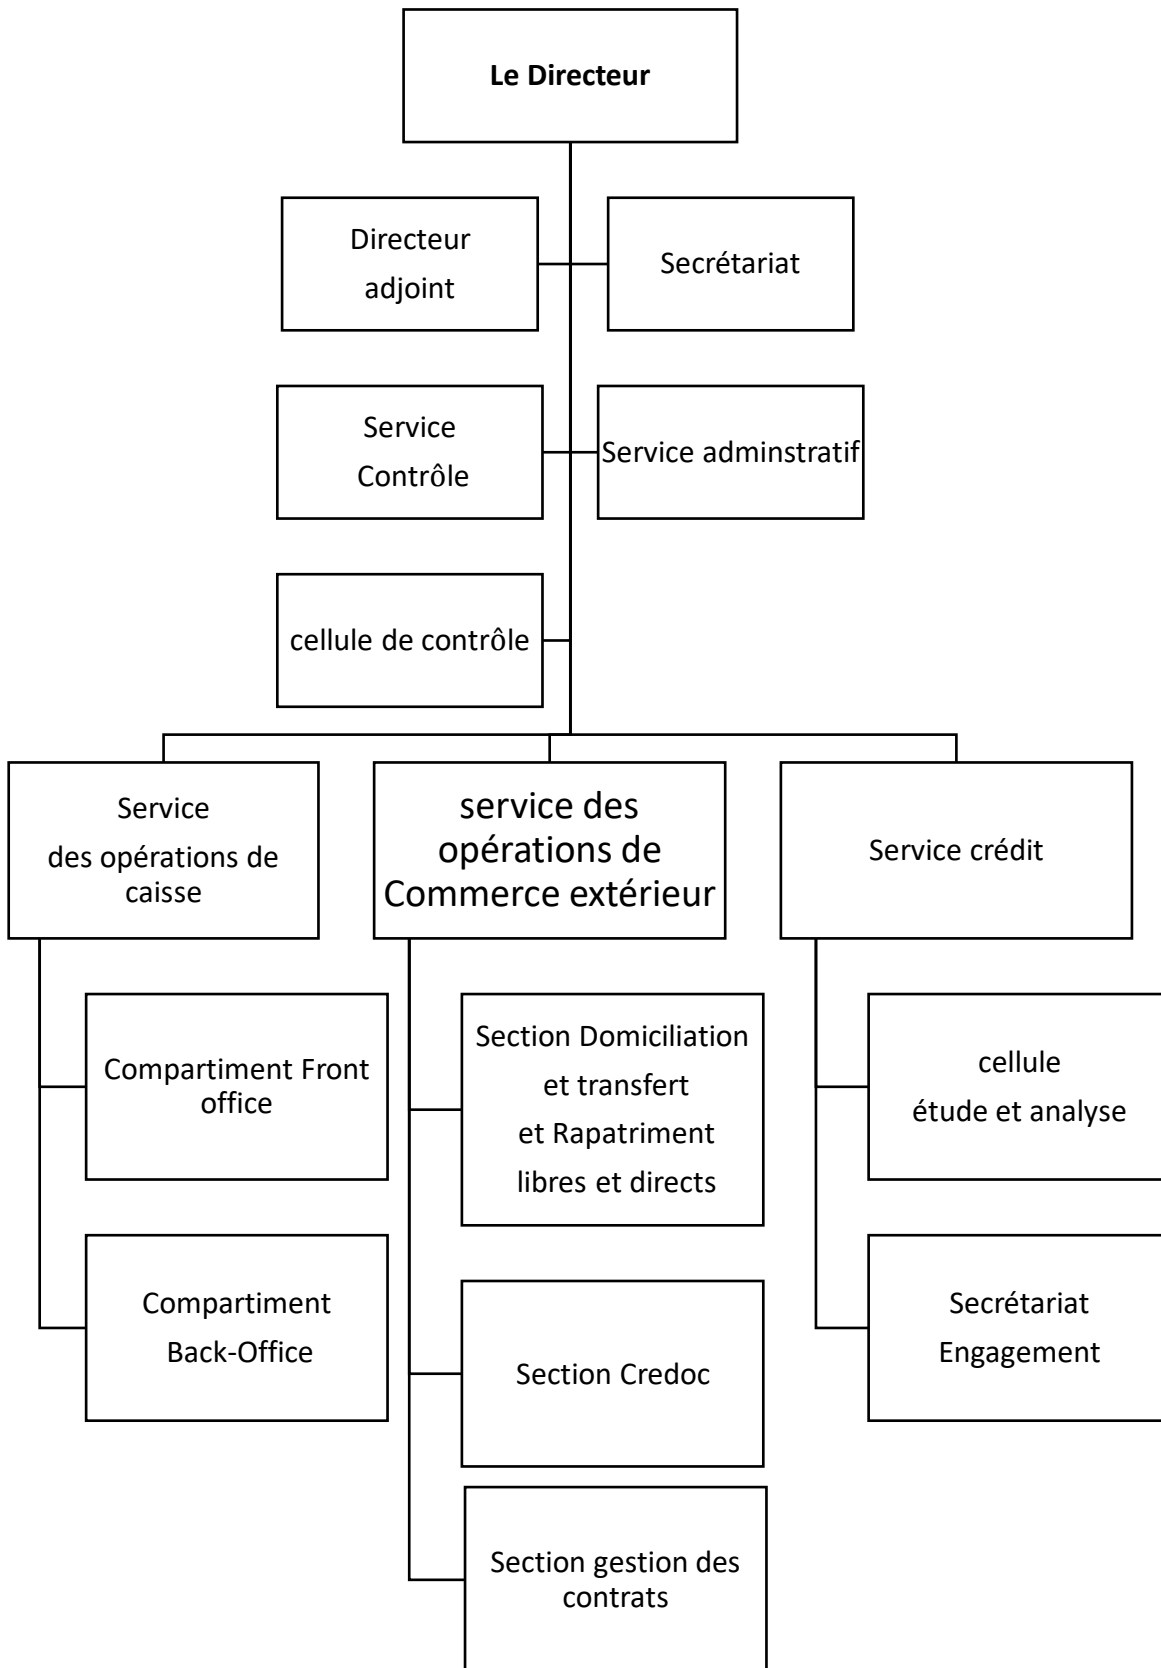 Le Directeur
Directeur
adjoint
Secrétariat
Service
Contrôle
Service adminstratif
cellule de contrôle
Service
des opérations de
caisse
service des
opérations de
Commerce extérieur
Service crédit
Compartiment Front
office
Section Domiciliation
et transfert
et Rapatriment
libres et directs
cellule
étude et analyse
Compartiment
Back-Office
Section Credoc
Secrétariat
Engagement
Section gestion des
contrats